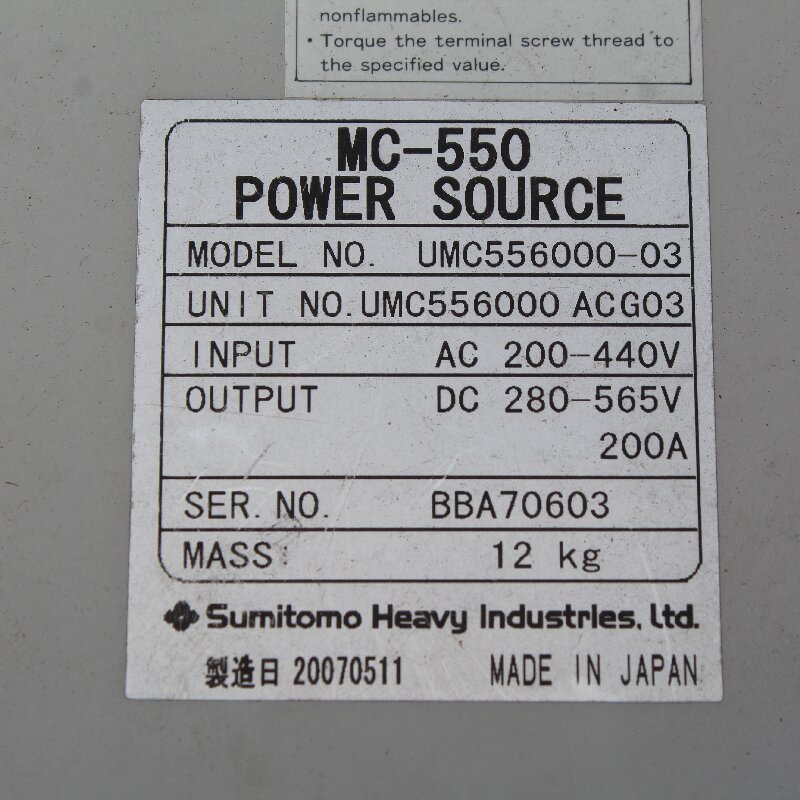 nonflammables.
• Torque the terminal screw thread to
the specified value.
MC-550
POWER SOURCE
MODEL NO. UMC556000-03
UNIT NO. UMC556000 ACG03
INPUT AC 200-440V
OUTPUT DC 280-565V
200A
SER. NO. BBA70603
MASS: 12 kg
Sumitomo Heavy Industries, Ltd.
製造日 20070511 MADE IN JAPAN